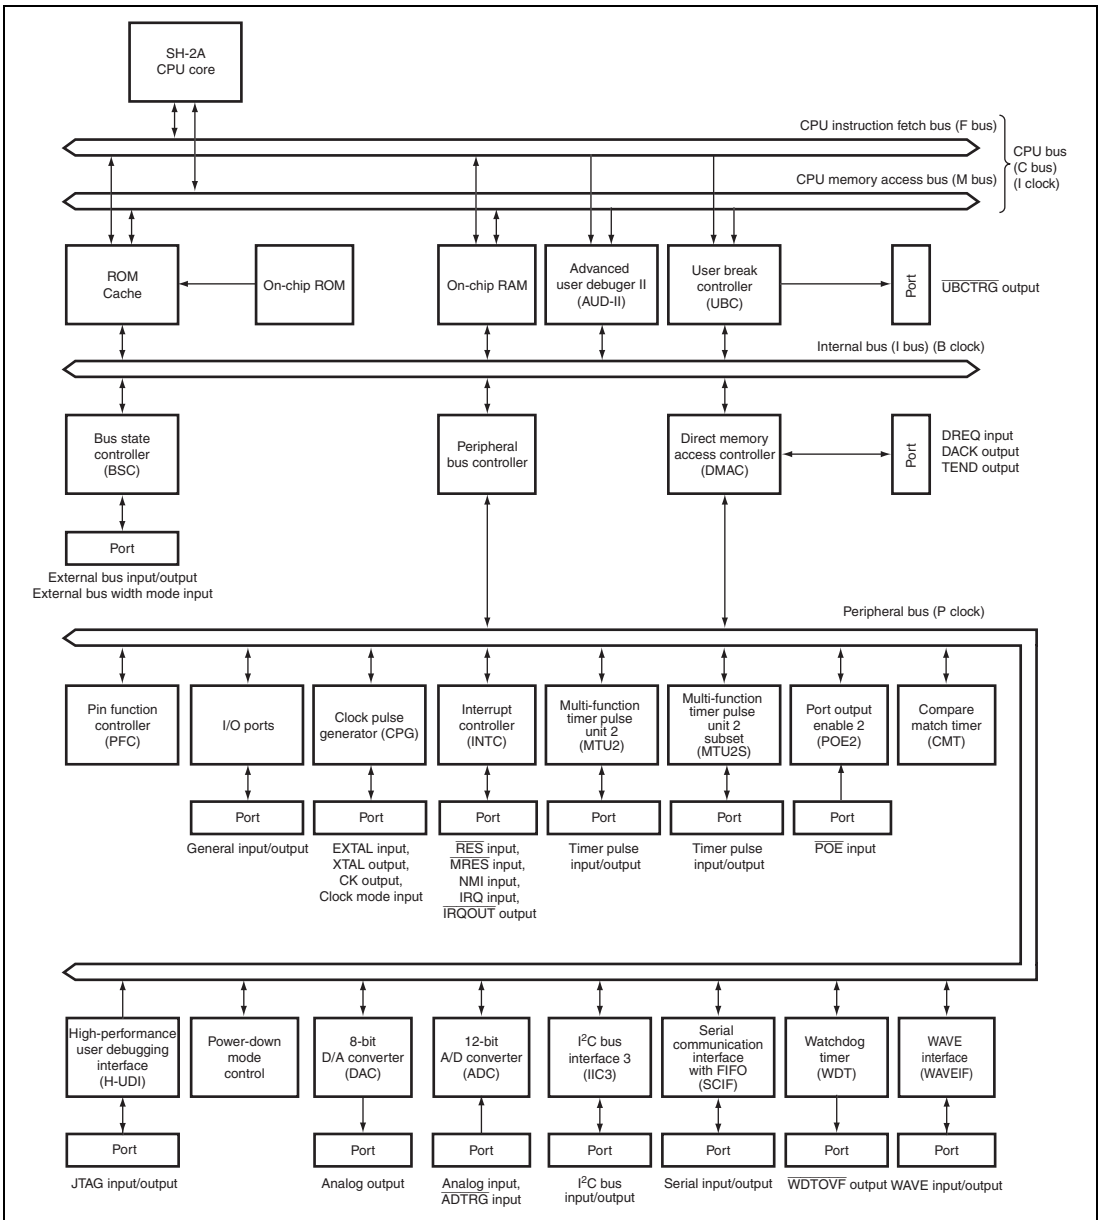 SH-2A
CPU core
CPU instruction fetch bus (F bus)
CPU memory access bus (M bus)
CPU bus
(C bus)
(I clock)
ROM
Cache
On-chip ROM
On-chip RAM
Advanced
user debuger II
(AUD-II)
User break
controller
(UBC)
Port
UBCTRG output
Internal bus (I bus) (B clock)
Bus state
controller
(BSC)
Peripheral
bus controller
Direct memory
access controller
(DMAC)
Port
DREQ input
DACK output
TEND output
Port
External bus input/output
External bus width mode input
Peripheral bus (P clock)
Pin function
controller
(PFC)
I/O ports
Clock pulse
generator (CPG)
Interrupt
controller
(INTC)
Multi-function
timer pulse
unit 2
(MTU2)
Multi-function
timer pulse
unit 2
subset
(MTU2S)
Port output
enable 2
(POE2)
Compare
match timer
(CMT)
Port
General input/output
Port
EXTAL input,
XTAL output,
CK output,
Clock mode input
Port
RES input,
MRES input,
NMI input,
IRQ input,
IRQOUT output
Port
Timer pulse
input/output
Port
Timer pulse
input/output
Port
POE input
High-performance
user debugging
interface
(H-UDI)
Power-down
mode
control
8-bit
D/A converter
(DAC)
12-bit
A/D converter
(ADC)
I²C bus
interface 3
(IIC3)
Serial
communication
interface
with FIFO
(SCIF)
Watchdog
timer
(WDT)
WAVE
interface
(WAVEIF)
Port
JTAG input/output
Port
Analog output
Port
Analog input,
ADTRG input
Port
I²C bus
input/output
Port
Serial input/output
Port
WDTOVF output
Port
WAVE input/output